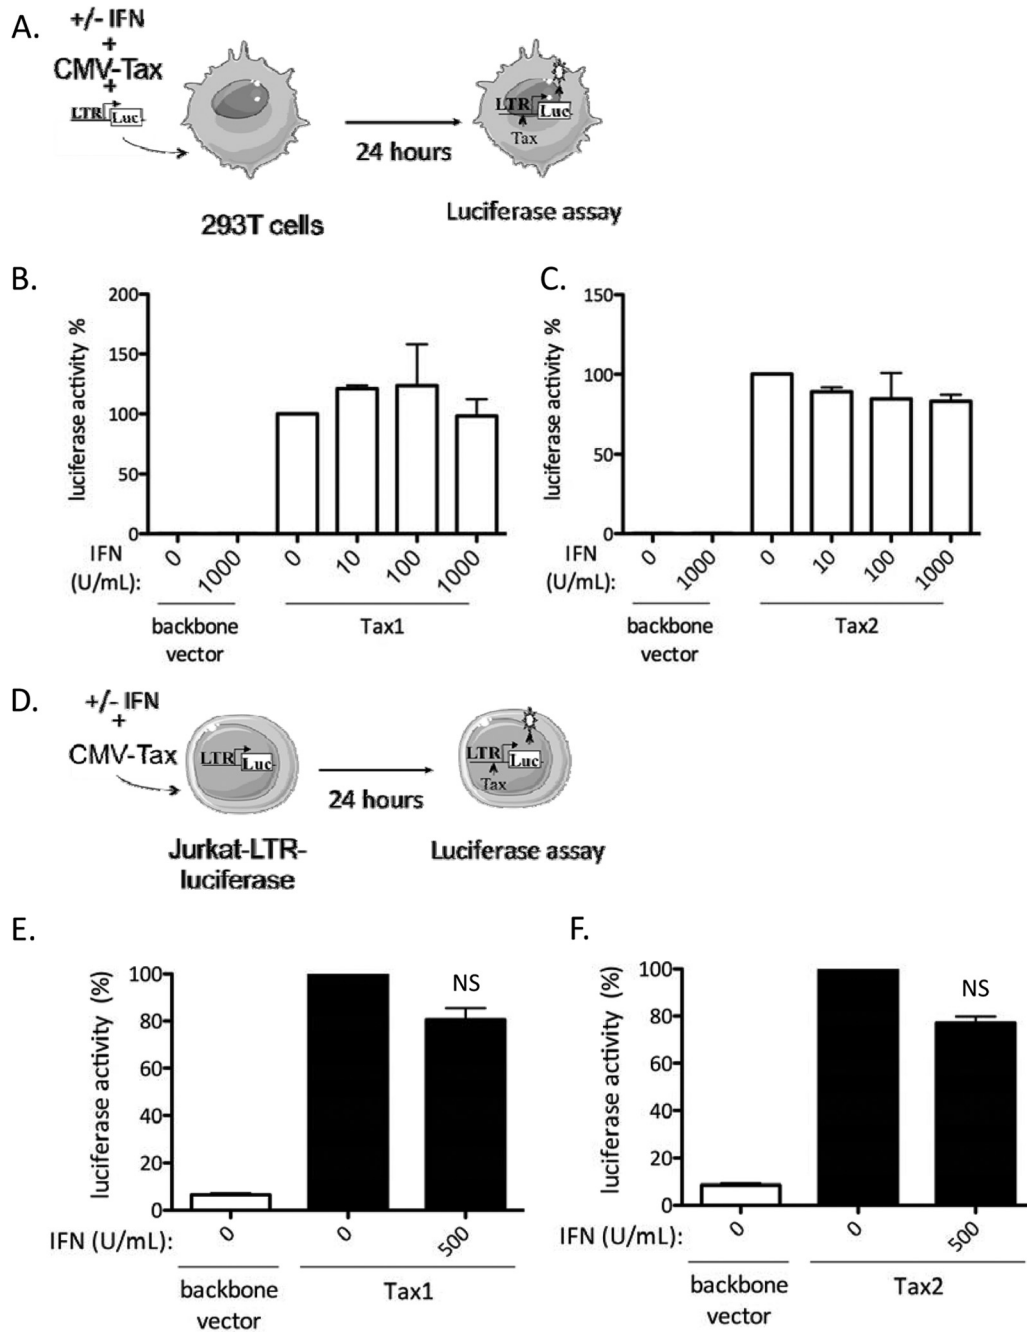 A.
+/- IFN
+
CMV-Tax
+
LTR Luc
293T cells
24 hours
LTR Luc
Tax
Luciferase assay
B.
luciferase activity %
200
150
100
50
0
IFN
(U/mL):
0 1000 0 10 100 1000
backbone
vector
Tax1
C.
luciferase activity %
150
100
50
0
IFN
(U/mL):
0 1000 0 10 100 1000
backbone
vector
Tax2
D.
+/- IFN
+
CMV-Tax
LTR Luc
Jurkat-LTR-
luciferase
24 hours
LTR Luc
Tax
Luciferase assay
E.
luciferase activity (%)
100
80
60
40
20
0
NS
IFN (U/mL):
0 0 500
backbone
vector
Tax1
F.
luciferase activity (%)
100
80
60
40
20
0
NS
IFN (U/mL):
0 0 500
backbone
vector
Tax2